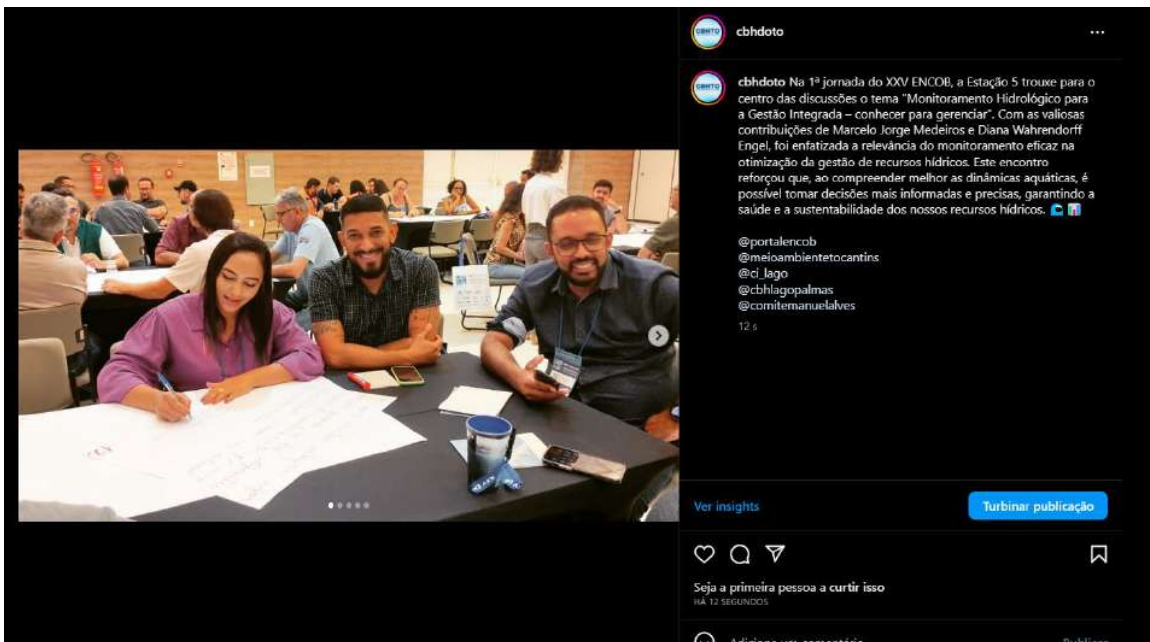 cbhdoto
cbhdoto Na 1ª jornada do XXV ENCOB, a Estação 5 trouxe para o
centro das discussões o tema "Monitoramento Hidrológico para
a Gestão Integrada – conhecer para gerenciar". Com as valiosas
contribuições de Marcelo Jorge Medeiros e Diana Wahrendorff
Engel, foi enfatizada a relevância do monitoramento eficaz na
otimização da gestão de recursos hídricos. Este encontro
reforçou que, ao compreender melhor as dinâmicas aquáticas, é
possível tomar decisões mais informadas e precisas, garantindo a
saúde e a sustentabilidade dos nossos recursos hídricos.
@portalencob
@meioambientetocantins
@ci_lago
@cbhlagopalmas
@comitemanuelalves
12 s
Ver insights
Turbinar publicação
Seja a primeira pessoa a curtir isso
HÁ 12 SEGUNDOS
Adicione um comentário
Publicar